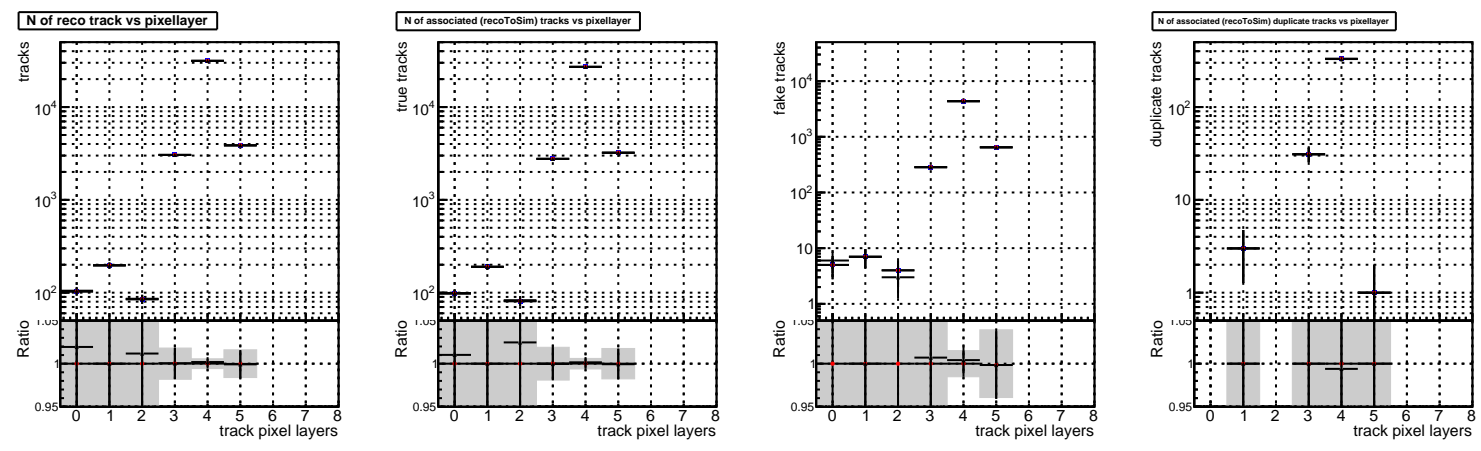 N of reco track vs pixellayer
tracks
10^4
10^3
10^2
Ratio
1.05
1
0.95
0 1 2 3 4 5 6 7 8
track pixel layers
N of associated (recoToSim) tracks vs pixellayer
true tracks
10^4
10^3
10^2
Ratio
1.05
1
0.95
0 1 2 3 4 5 6 7 8
track pixel layers
fake tracks
10^4
10^3
10^2
10
1
Ratio
1.05
1
0.95
0 1 2 3 4 5 6 7 8
track pixel layers
N of associated (recoToSim) duplicate tracks vs pixellayer
duplicate tracks
10^2
10
1
Ratio
1.05
1
0.95
0 1 2 3 4 5 6 7 8
track pixel layers